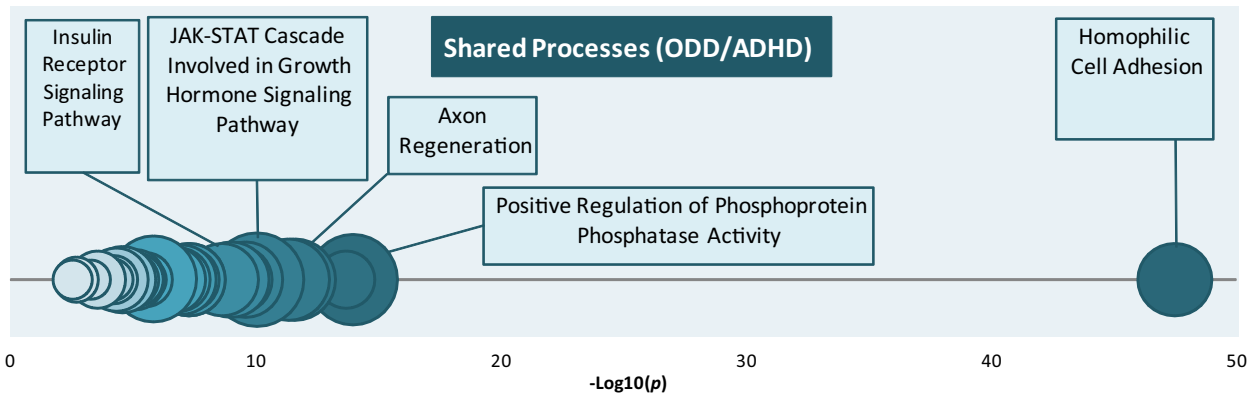 Insulin
Receptor
Signaling
Pathway
JAK-STAT Cascade
Involved in Growth
Hormone Signaling
Pathway
Shared Processes (ODD/ADHD)
Homophilic
Cell Adhesion
Axon
Regeneration
Positive Regulation of Phosphoprotein
Phosphatase Activity
0 10 20 30 40 50
-Log10(p)